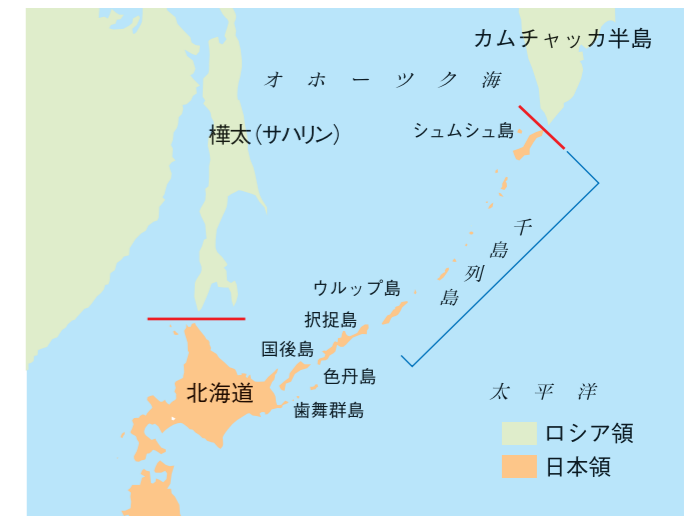 カムチャッカ半島
オホーツク海
樺太(サハリン)
シュムシュ島
千島列島
ウルップ島
択捉島
国後島
色丹島
北海道
歯舞群島
太平洋
ロシア領
日本領